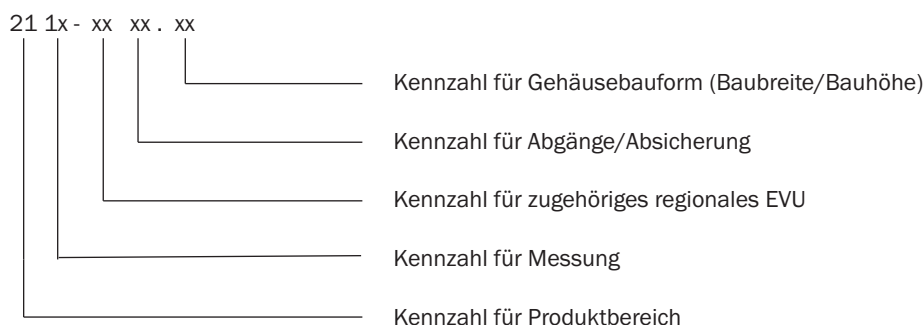 21 1x - xx xx . xx
Kennzahl für Gehäusebauform (Baubreite/Bauhöhe)
Kennzahl für Abgänge/Absicherung
Kennzahl für zugehöriges regionales EVU
Kennzahl für Messung
Kennzahl für Produktbereich